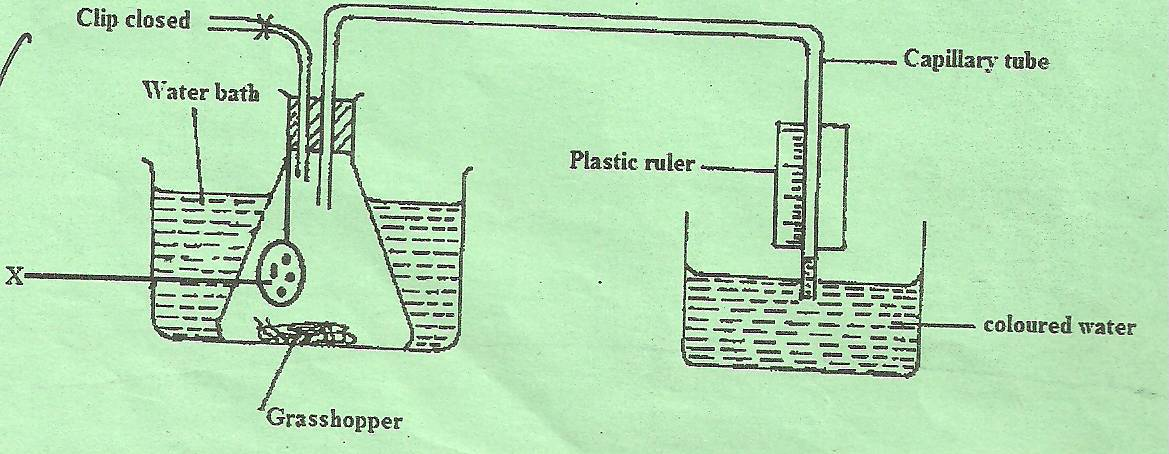 Clip closed
Water bath
Capillary tube
Plastic ruler
X
coloured water
Grasshopper